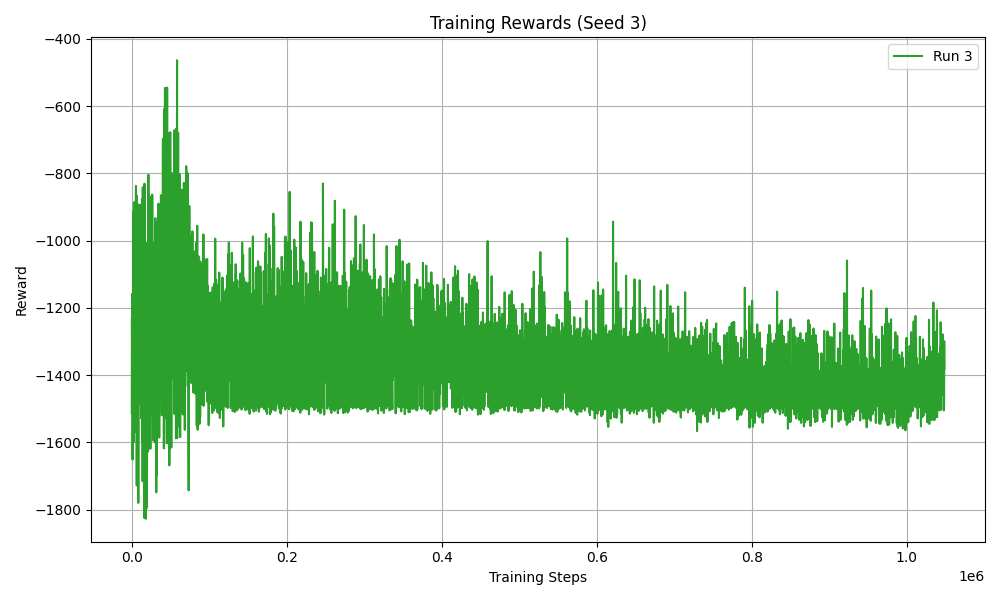 Training Rewards (Seed 3)
Run 3
Reward
−400
−600
−800
−1000
−1200
−1400
−1600
−1800
0.0 0.2 0.4 0.6 0.8 1.0
1e6
Training Steps